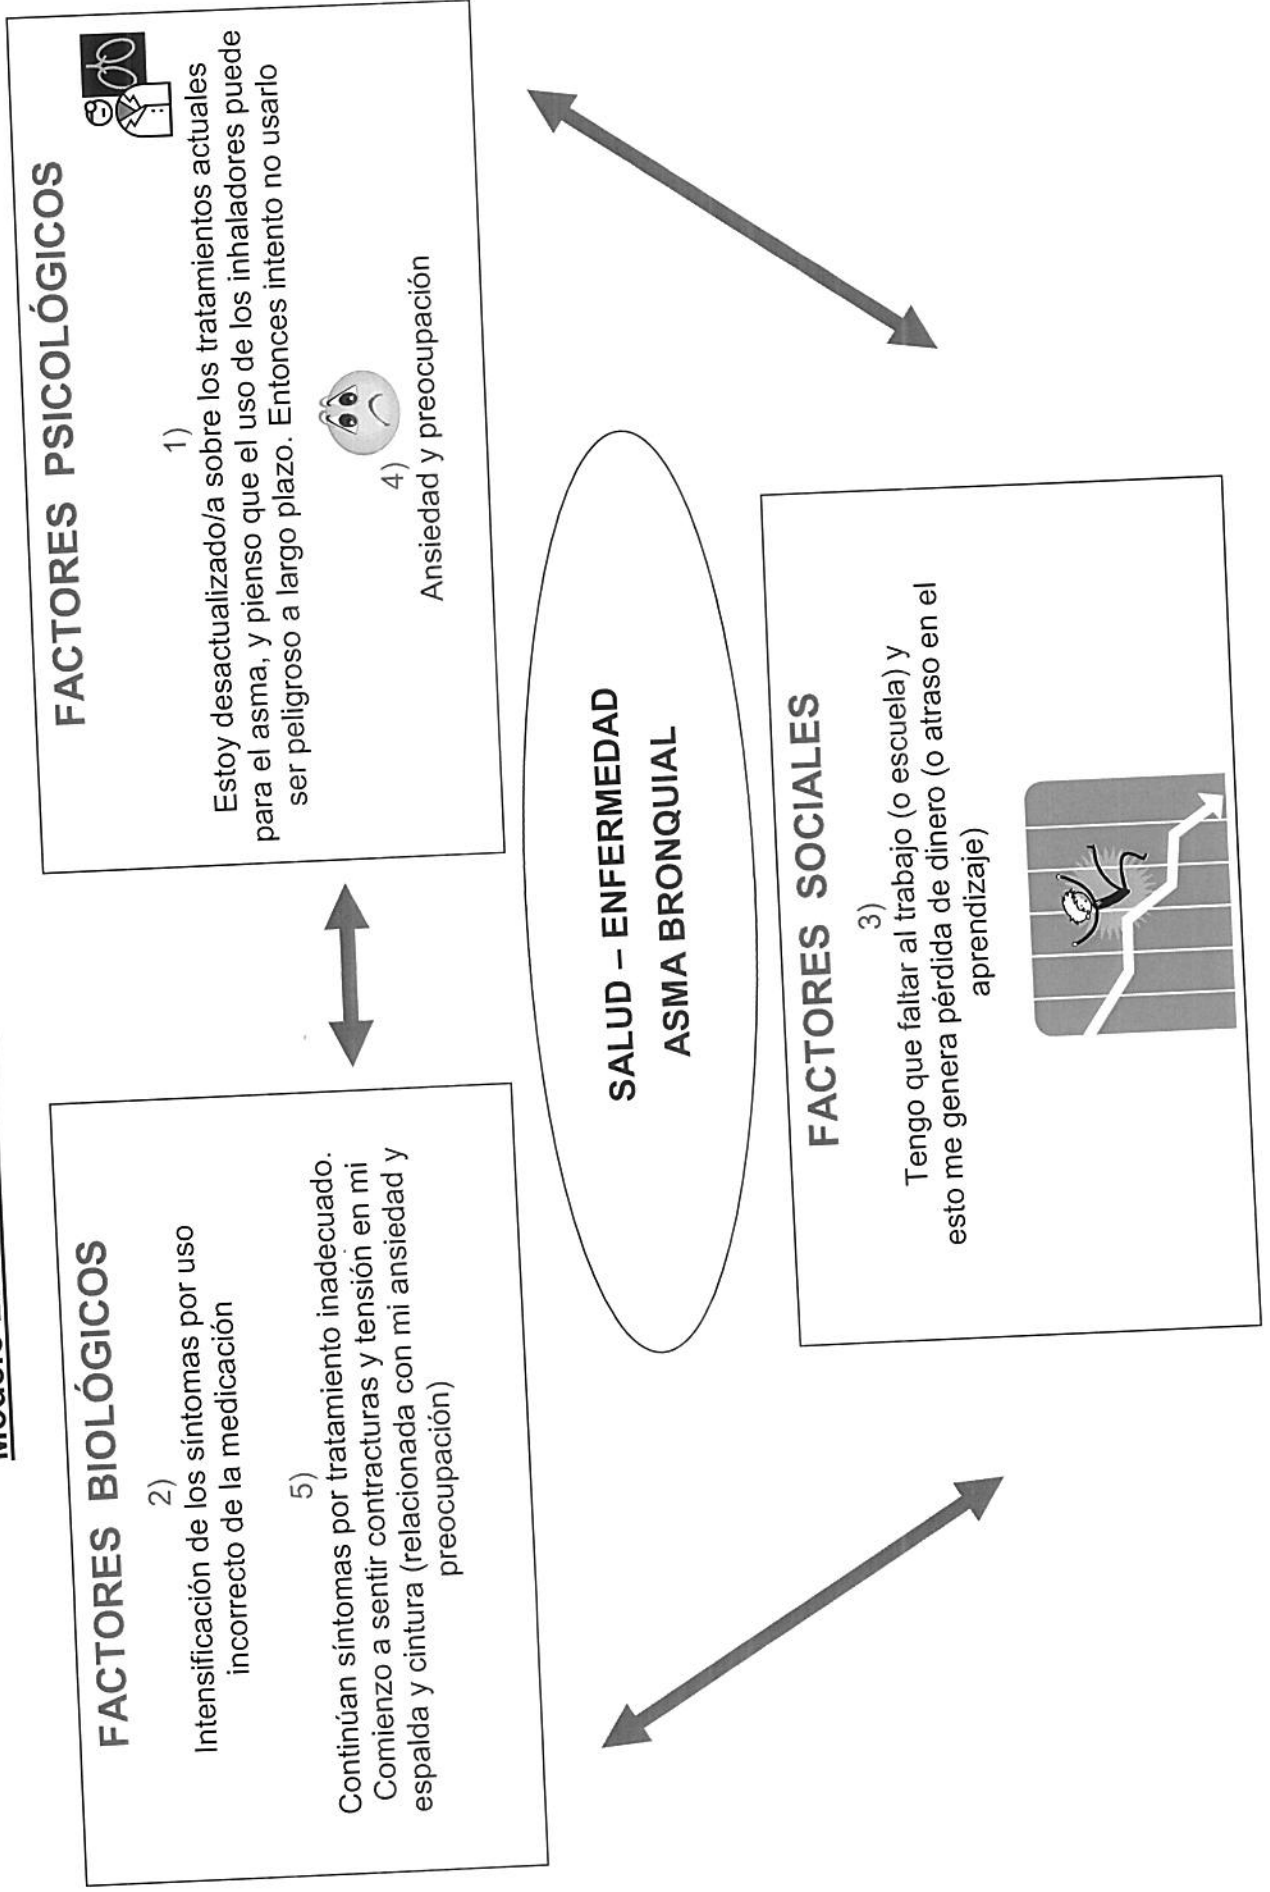 FACTORES BIOLÓGICOS
2)
Intensificación de los síntomas por uso
incorrecto de la medicación
5)
Continúan síntomas por tratamiento inadecuado.
Comienzo a sentir contracturas y tensión en mi
espalda y cintura (relacionada con mi ansiedad y
preocupación)
FACTORES PSICOLÓGICOS
1)
Estoy desactualizado/a sobre los tratamientos actuales
para el asma, y pienso que el uso de los inhaladores puede
ser peligroso a largo plazo. Entonces intento no usarlo
4)
Ansiedad y preocupación
SALUD – ENFERMEDAD
ASMA BRONQUIAL
FACTORES SOCIALES
3)
Tengo que faltar al trabajo (o escuela) y
esto me genera pérdida de dinero (o atraso en el
aprendizaje)